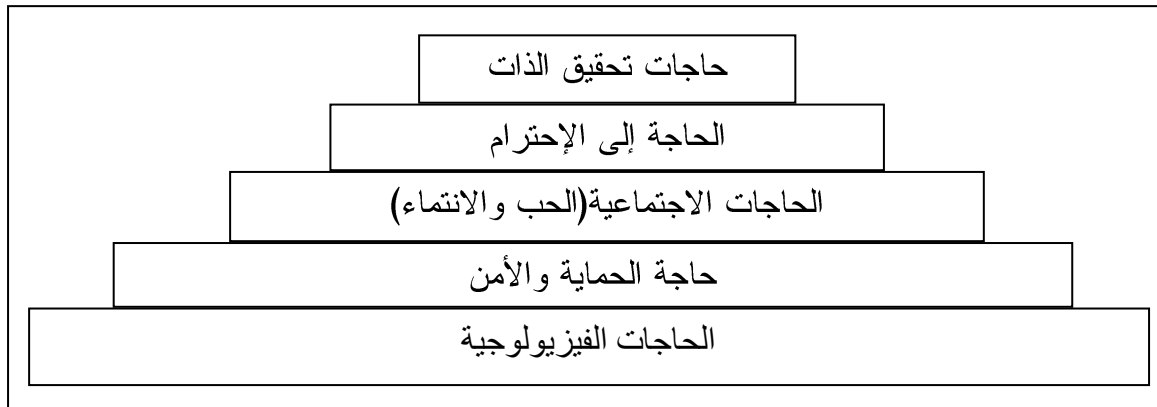 حاجات تحقيق الذات
الحاجة إلى الإحترام
الحاجات الاجتماعية(الحب والانتماء)
حاجة الحماية والأمن
الحاجات الفيزيولوجية